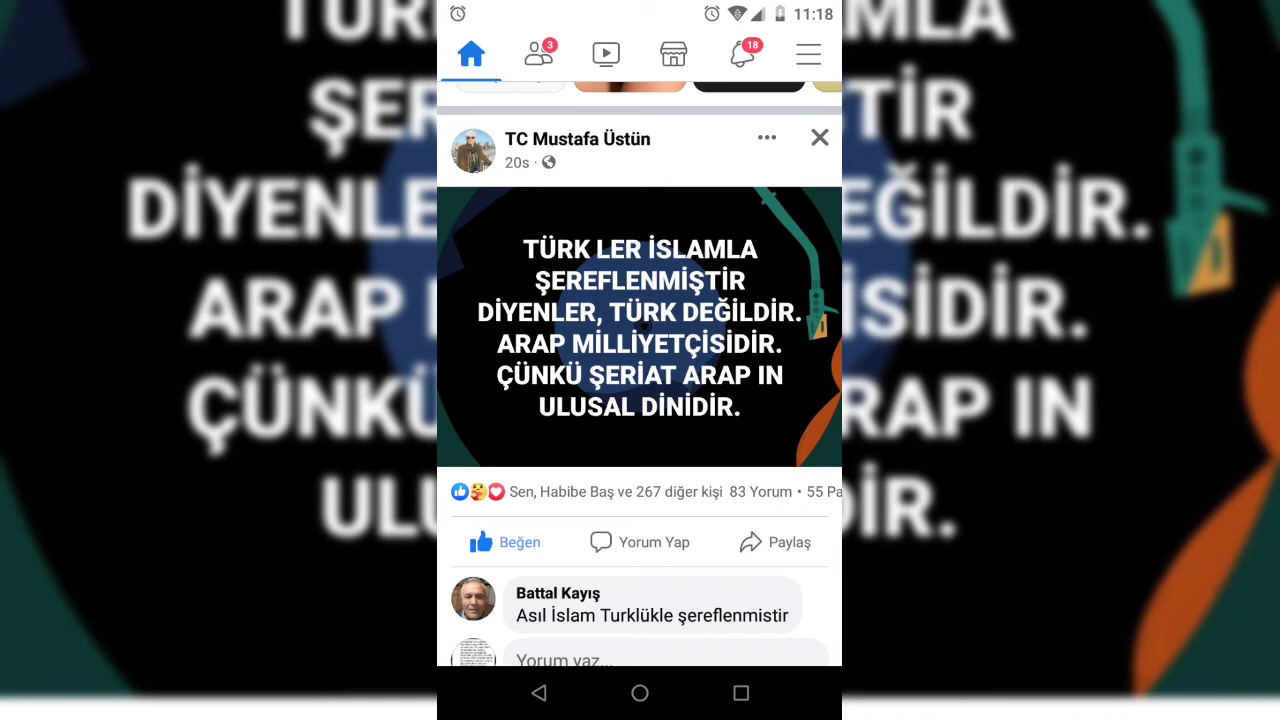 11:18
3
18
TC Mustafa Üstün
20s
TÜRK LER İSLAMLA
ŞEREFLENMİŞTİR
DİYENLER, TÜRK DEĞİLDİR.
ARAP MİLLİYETÇİSİDİR.
ÇÜNKÜ ŞERİAT ARAP IN
ULUSAL DİNİDİR.
Sen, Habibe Baş ve 267 diğer kişi 83 Yorum • 55 Pa
Beğen Yorum Yap Paylaş
Battal Kayış
Asıl İslam Turklükle şereflenmistir
Yorum yaz...